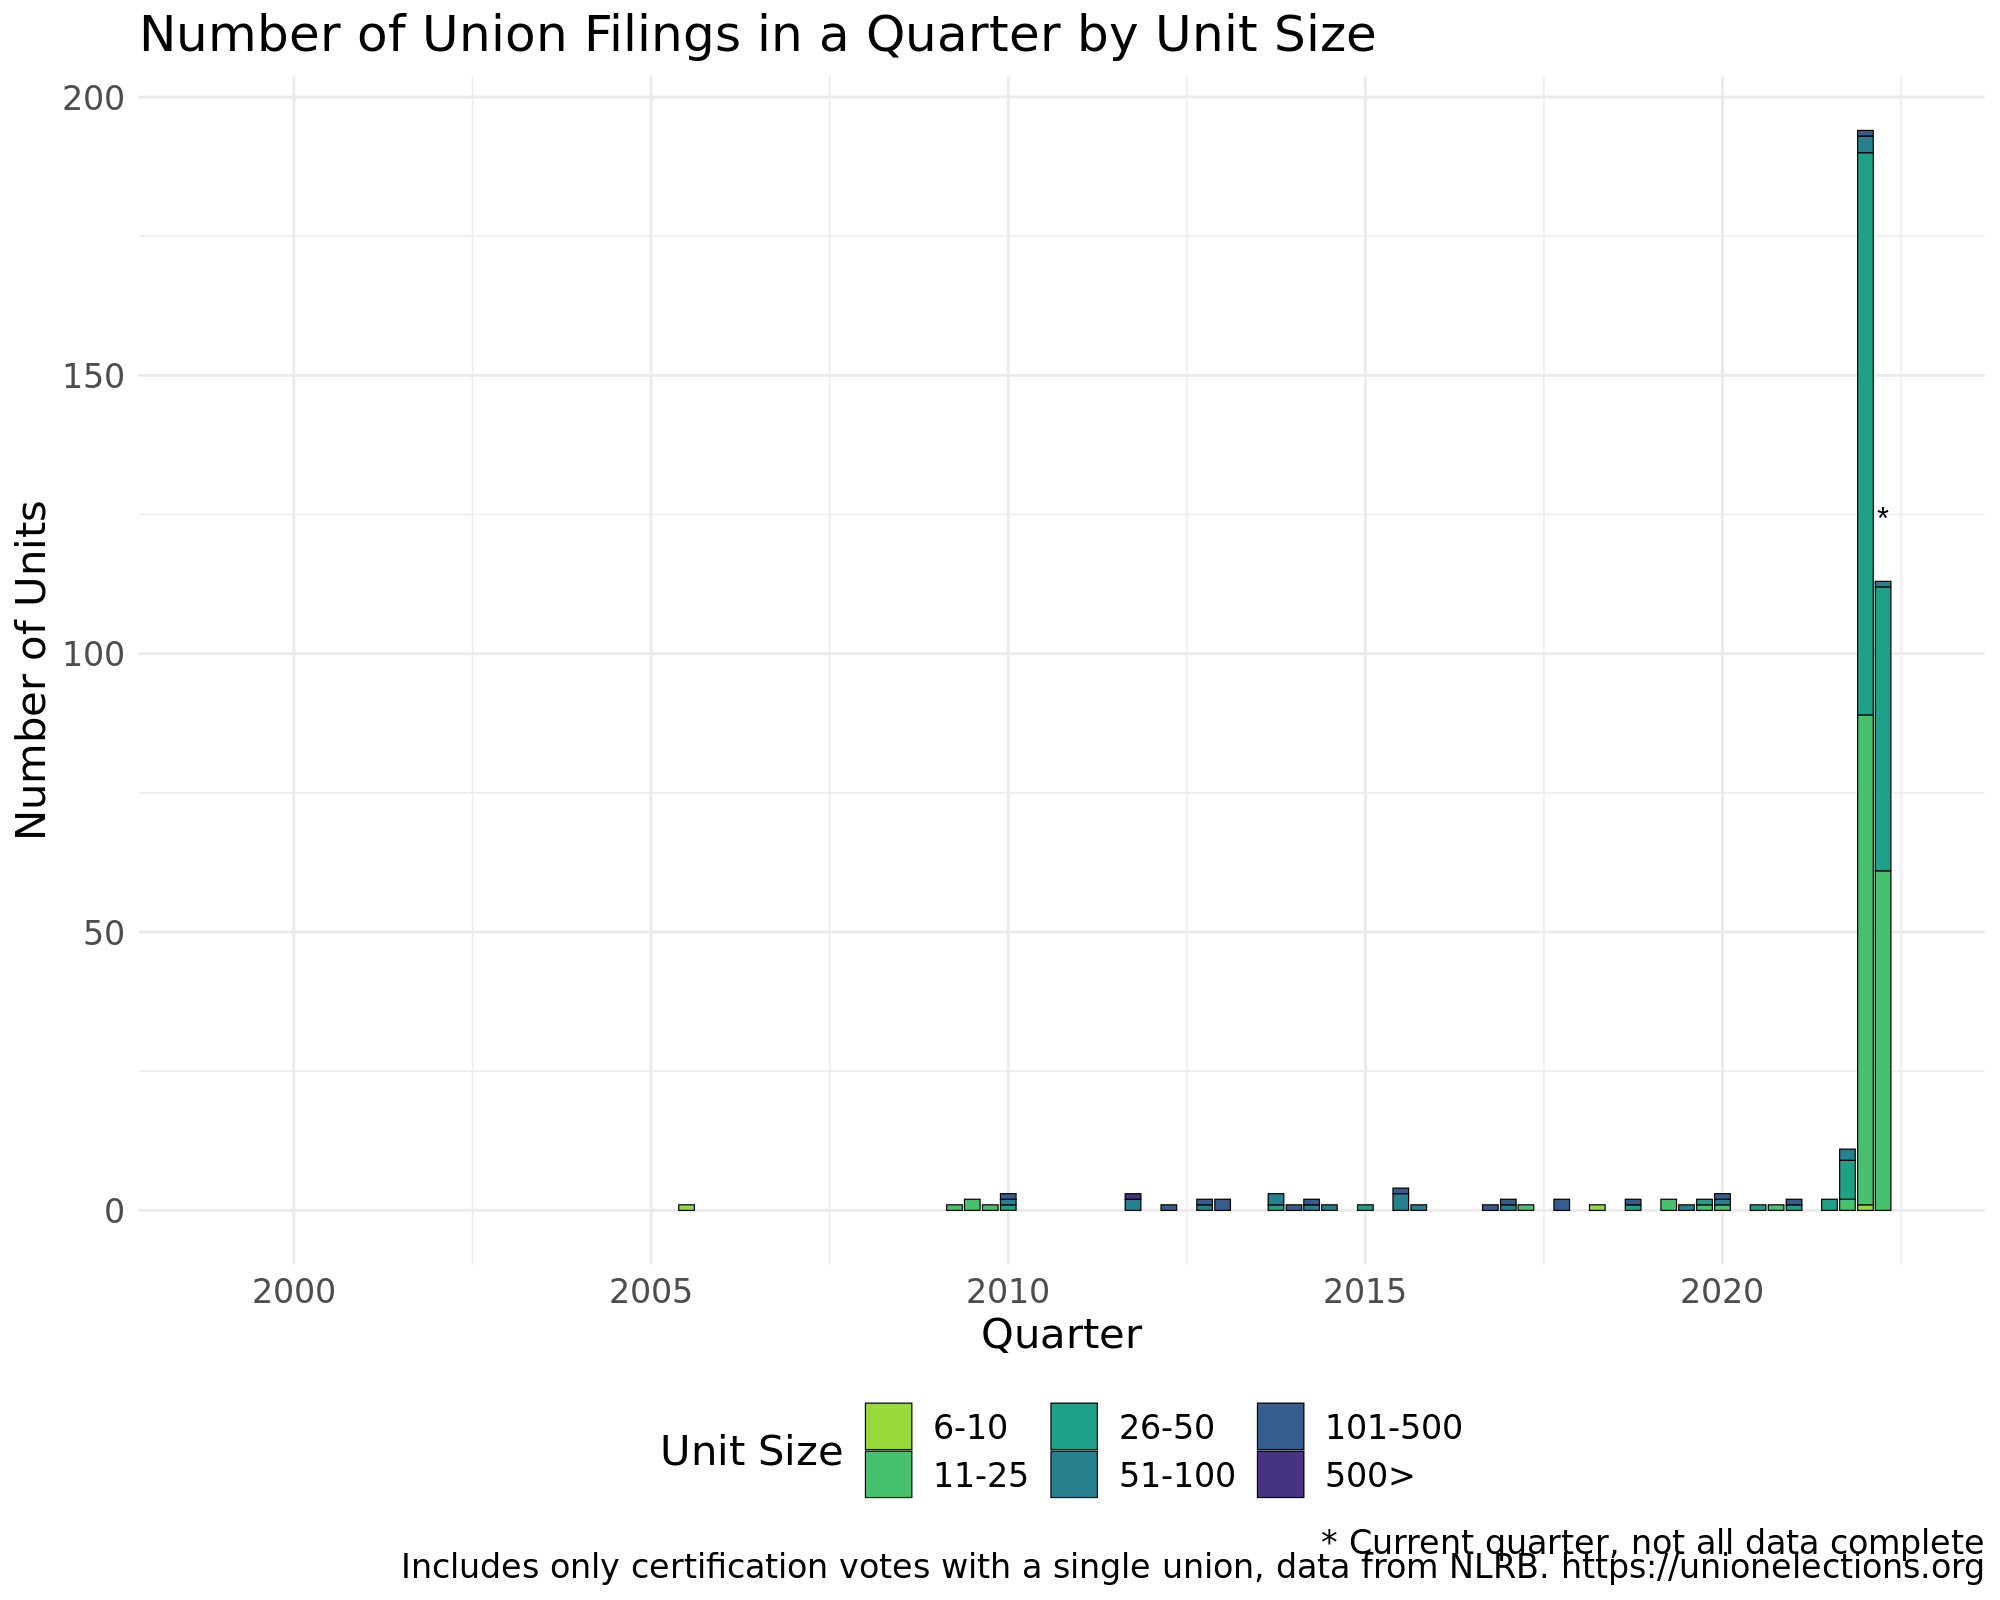 Number of Union Filings in a Quarter by Unit Size
200
150
100
50
0
Number of Units
*
2000 2005 2010 2015 2020
Quarter
Unit Size
6-10 26-50 101-500
11-25 51-100 500>
* Current quarter, not all data complete
Includes only certification votes with a single union, data from NLRB. https://unionelections.org